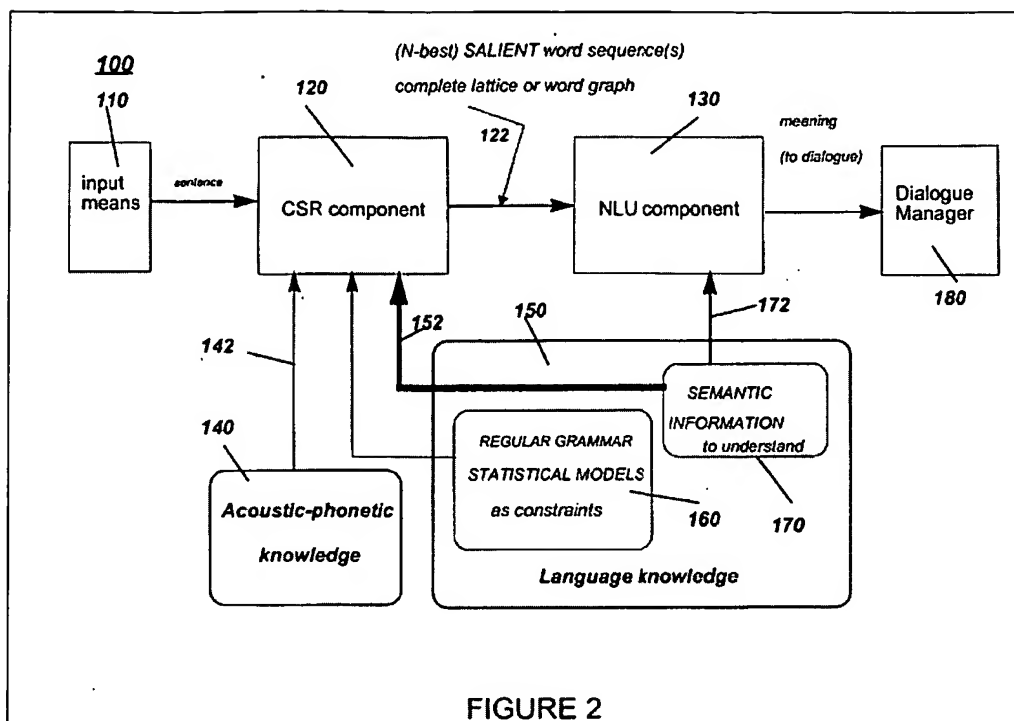 100
110
input
means
sentence
120
CSR component
(N-best) SALIENT word sequence(s)
complete lattice or word graph
122
130
NLU component
meaning
(to dialogue)
Dialogue
Manager
180
142
152
150
172
140
Acoustic-phonetic
knowledge
REGULAR GRAMMAR
STATISTICAL MODELS
as constraints
160
SEMANTIC
INFORMATION
to understand
170
Language knowledge
FIGURE 2